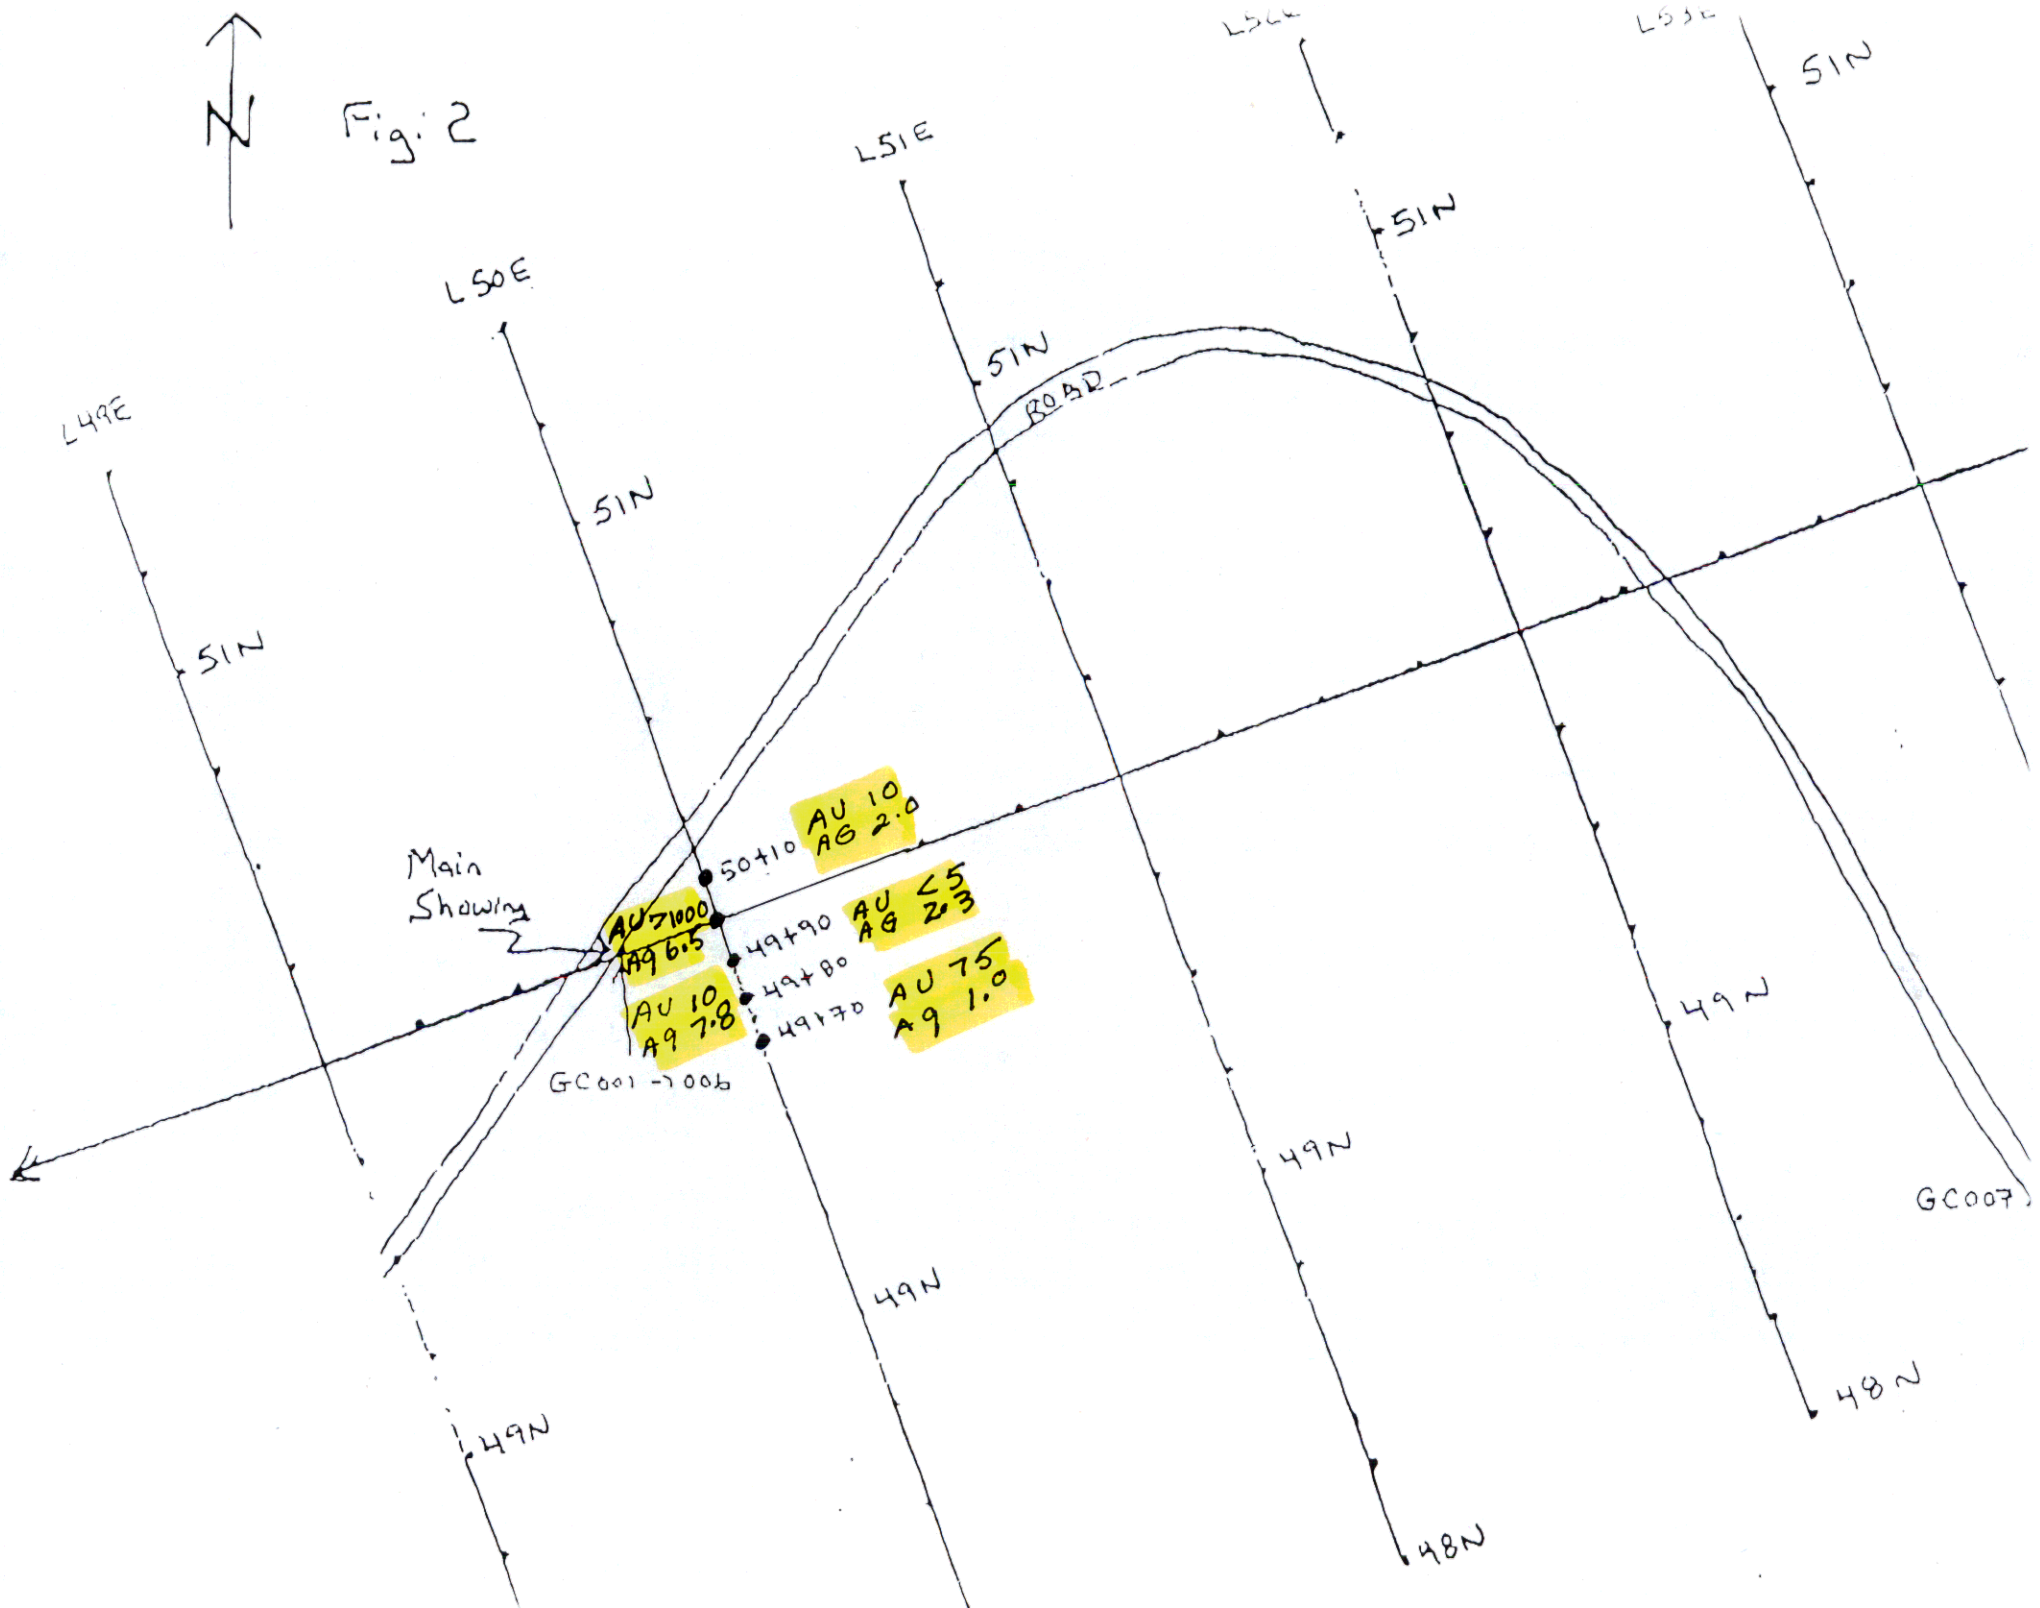 L52E
L53E
51N
N
Fig: 2
L51E
51N
L50E
51N
ROAD
L49E
51N
51N
AU 10
AG 2.0
50+10
Main
Showing
AU <5
AG 2.3
AU>1000
Ag 6.5
49+90
49+80
AU 75
Ag 1.0
AU 10
Ag 7.8
49+70
49N
GC001->006
49N
GC007
49N
48N
49N
48N